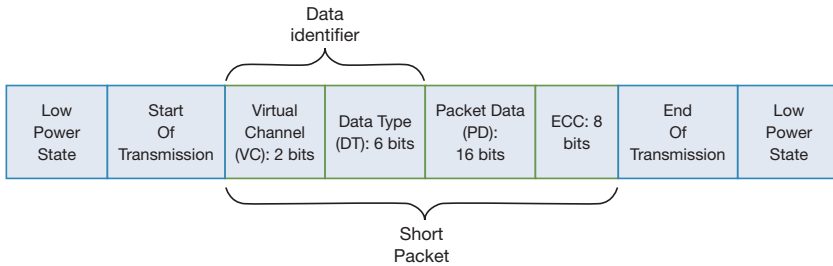 Data
identifier
Low
Power
State
Start
Of
Transmission
Virtual
Channel
(VC): 2 bits
Data Type
(DT): 6 bits
Packet Data
(PD):
16 bits
ECC: 8
bits
End
Of
Transmission
Low
Power
State
Short
Packet